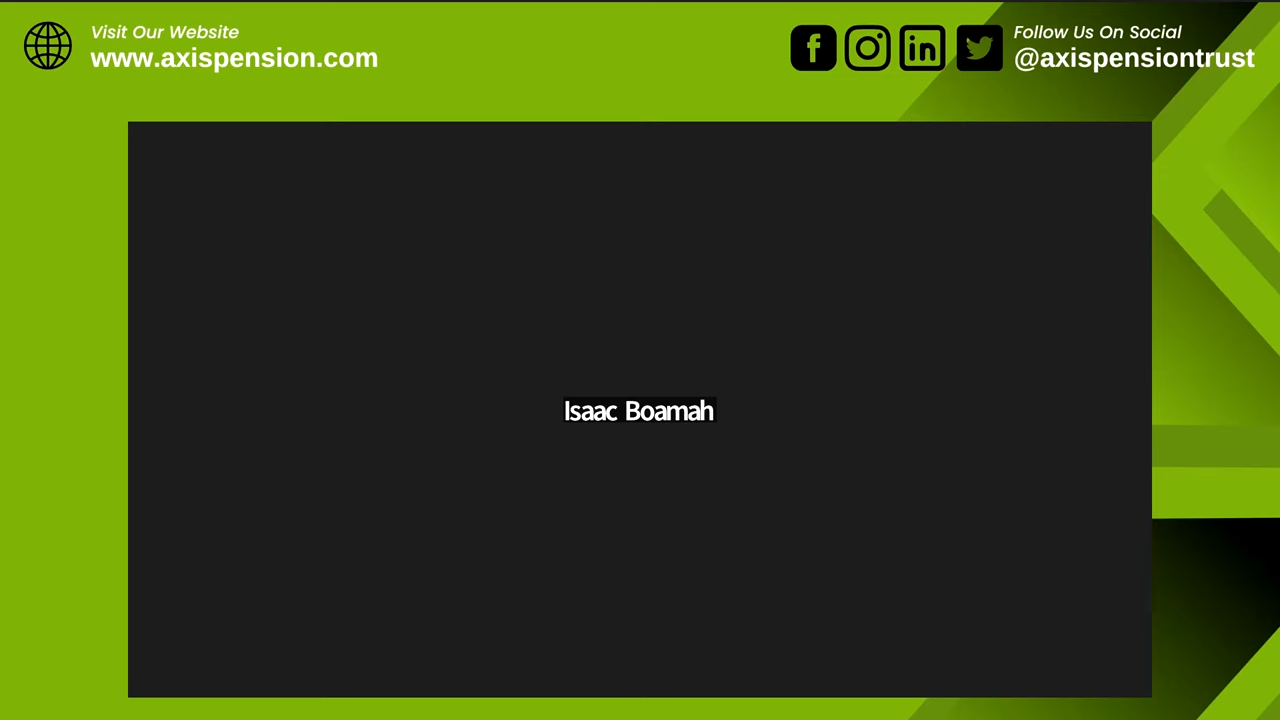 Visit Our Website
www.axispension.com
Follow Us On Social
@axispensiontrust
Isaac Boamah